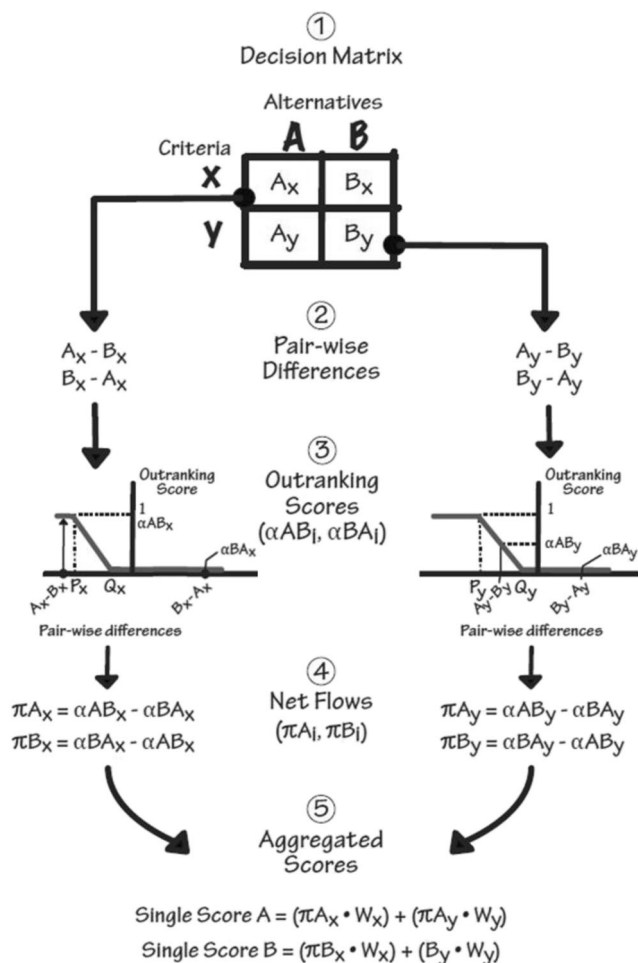 ①
Decision Matrix
Alternatives
A B
Criteria
X
Aₓ Bₓ
y
Ay By
②
Pair-wise
Differences
Aₓ - Bₓ
Bₓ - Aₓ
Ay - By
By - Ay
③
Outranking
Scores
(αABᵢ, αBAᵢ)
Outranking
Score
1
αABₓ
αBAₓ
Aₓ-Bₓ
Pₓ
Qₓ
Bₓ-Aₓ
Pair-wise differences
Outranking
Score
1
αABy
αBAy
Py
Ay-By
Qy
By-Ay
Pair-wise differences
④
Net Flows
(πAᵢ, πBᵢ)
πAₓ = αABₓ - αBAₓ
πBₓ = αBAₓ - αABₓ
πAy = αABy - αBAy
πBy = αBAy - αABy
⑤
Aggregated
Scores
Single Score A = (πAₓ • Wₓ) + (πAy • Wy)
Single Score B = (πBₓ • Wₓ) + (By • Wy)